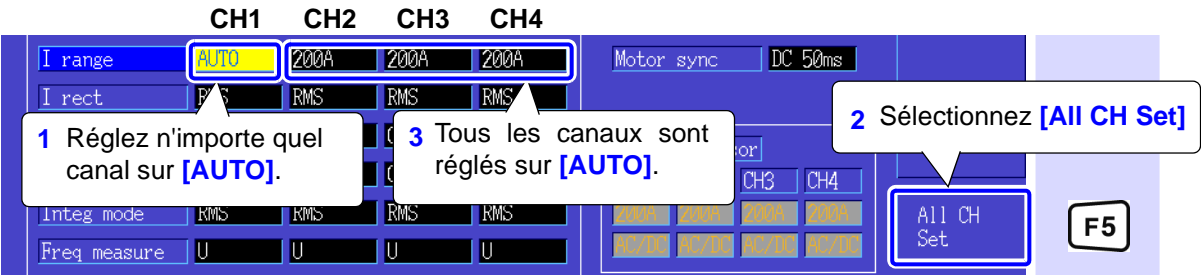 CH1 CH2 CH3 CH4
I range AUTO 200A 200A 200A Motor sync DC 50ms
I rect RMS RMS RMS RMS
1 Réglez n'importe quel
canal sur [AUTO].
3 Tous les canaux sont
réglés sur [AUTO].
2 Sélectionnez [All CH Set]
CH3 CH4
Integ mode RMS RMS RMS RMS 200A 200A 200A 200A
Freq measure U U U U AC/DC AC/DC AC/DC AC/DC
All CH
Set
F5